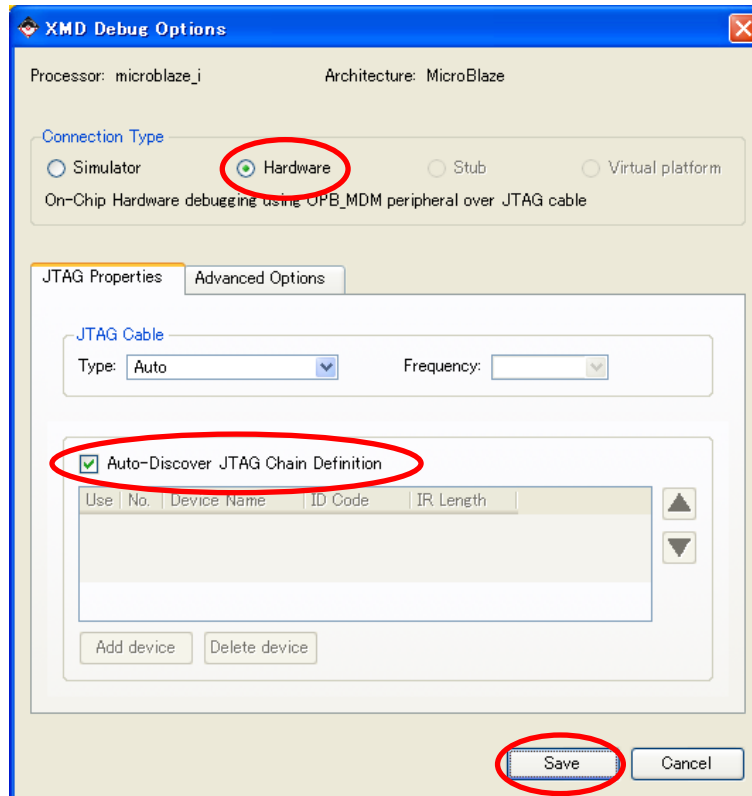 XMD Debug Options
Processor: microblaze_i Architecture: MicroBlaze
Connection Type
Simulator Hardware Stub Virtual platform
On-Chip Hardware debugging using OPB_MDM peripheral over JTAG cable
JTAG Properties Advanced Options
JTAG Cable
Type: Auto Frequency:
Auto-Discover JTAG Chain Definition
Use No. Device Name ID Code IR Length
Add device Delete device
Save Cancel